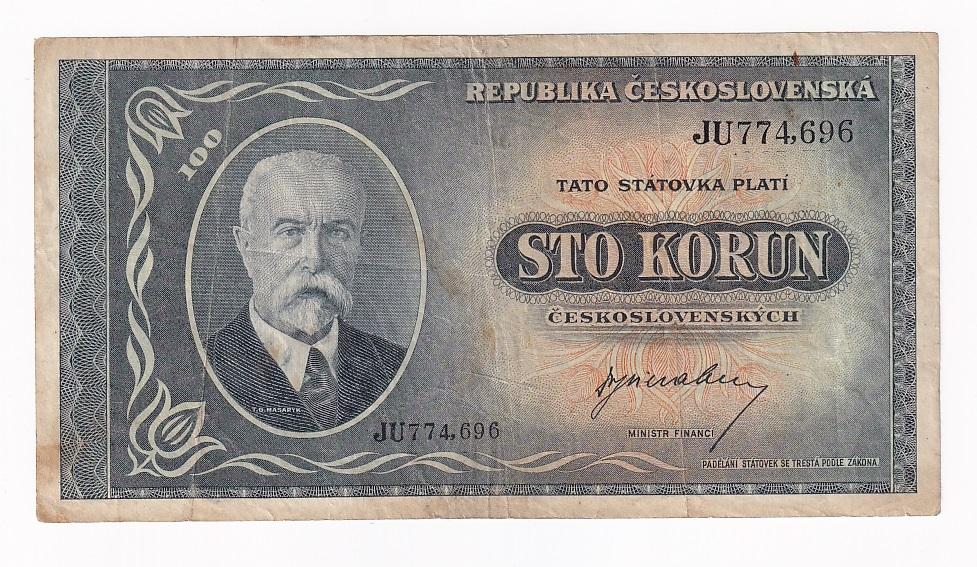 REPUBLIKA ČESKOSLOVENSKÁ
JU774,696
100
TATO STÁTOVKA PLATÍ
STO KORUN
ČESKOSLOVENSKÝCH
T. G. MASARYK
JU774,696
MINISTR FINANCÍ
PADĚLÁNÍ STÁTOVEK SE TRESTÁ PODLE ZÁKONA.